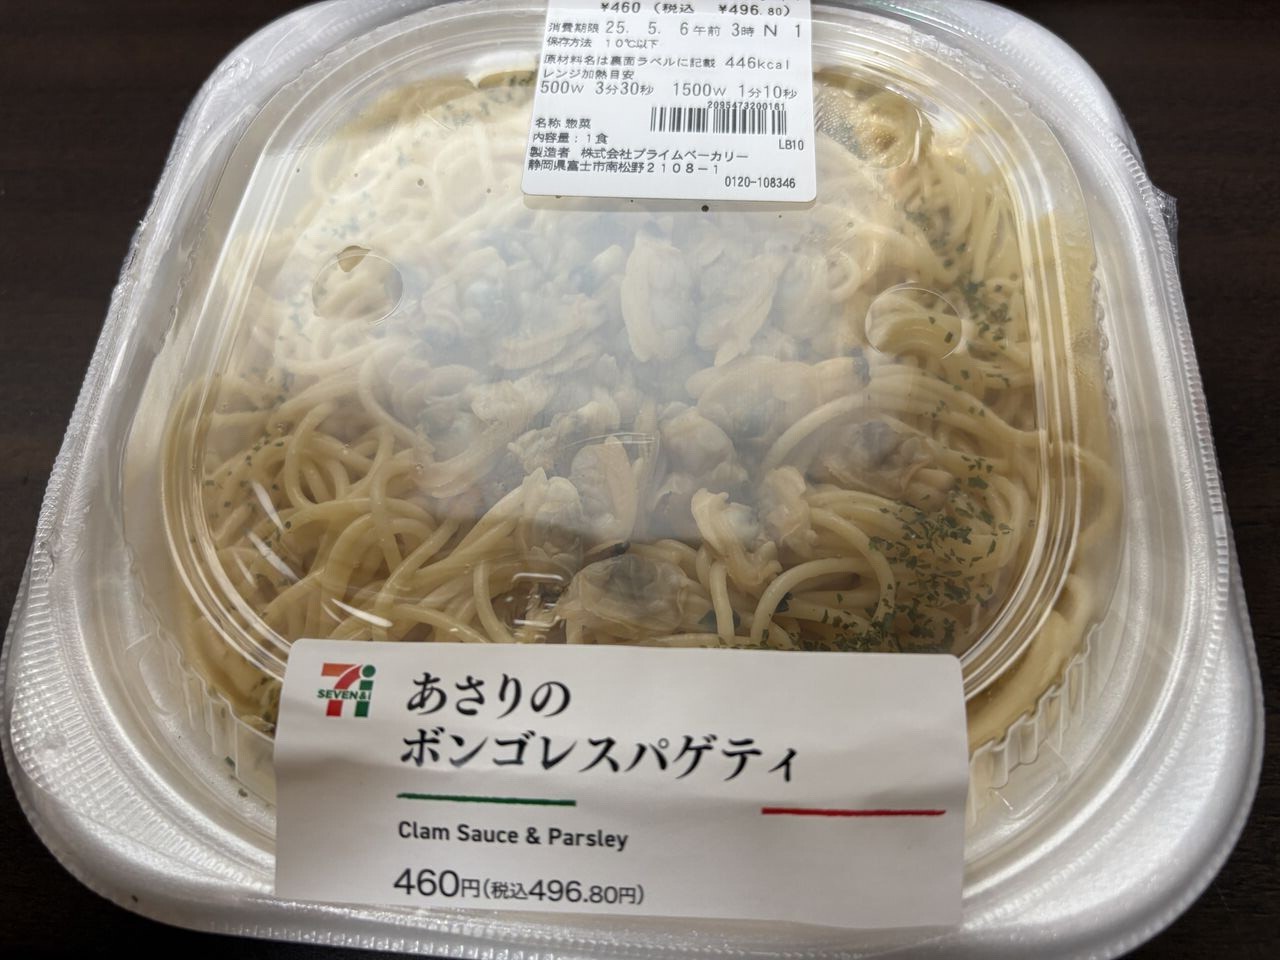 ¥460 (税込 ¥496.80)
消費期限 25. 5. 6午前 3時 N 1
保存方法 10℃以下
原材料名は裏面ラベルに記載 446kcal
レンジ加熱目安
500W 3分30秒 1500W 1分10秒
2095473200161
名称 惣菜
内容量：1食
LB10
製造者 株式会社プライムベーカリー
静岡県富士市南松野2108-1
0120-108346
7i
SEVEN&i
あさりの
ボンゴレスパゲティ
Clam Sauce & Parsley
460円(税込496.80円)